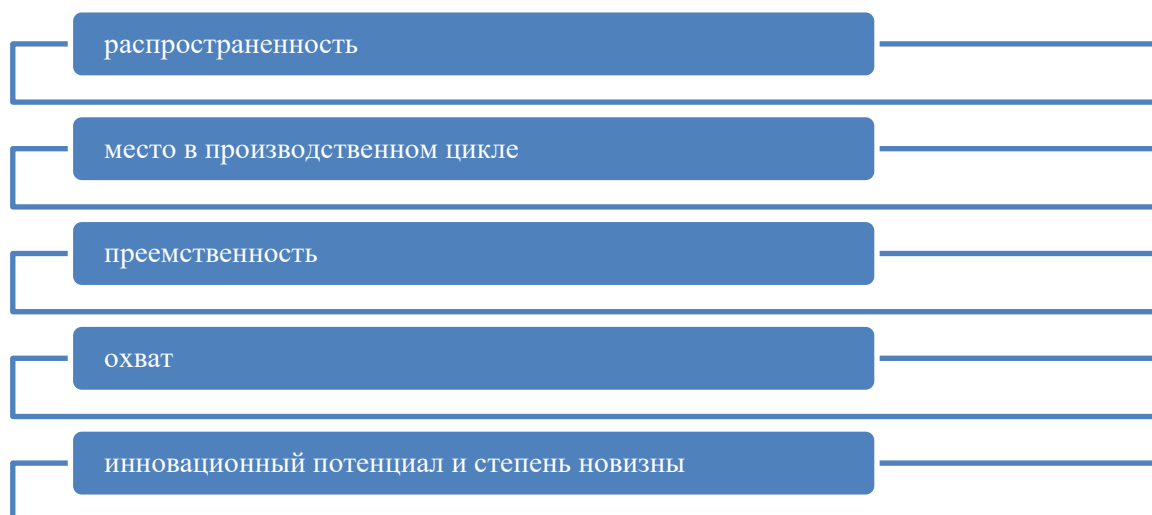 распространенность
место в производственном цикле
преемственность
охват
инновационный потенциал и степень новизны